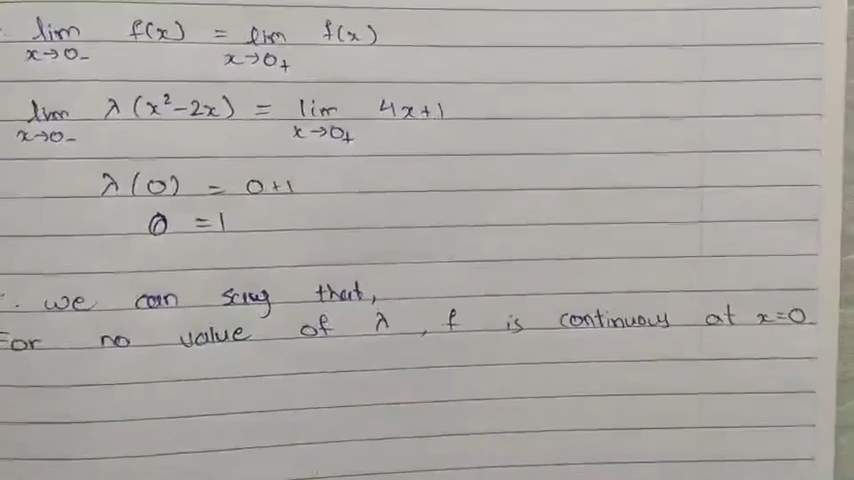 lim f(x) = lim f(x)
x→0- x→0+
lim λ(x²-2x) = lim 4x+1
x→0- x→0+
λ(0) = 0+1
0 = 1
∴ we can say that,
For no value of λ, f is continuous at x=0